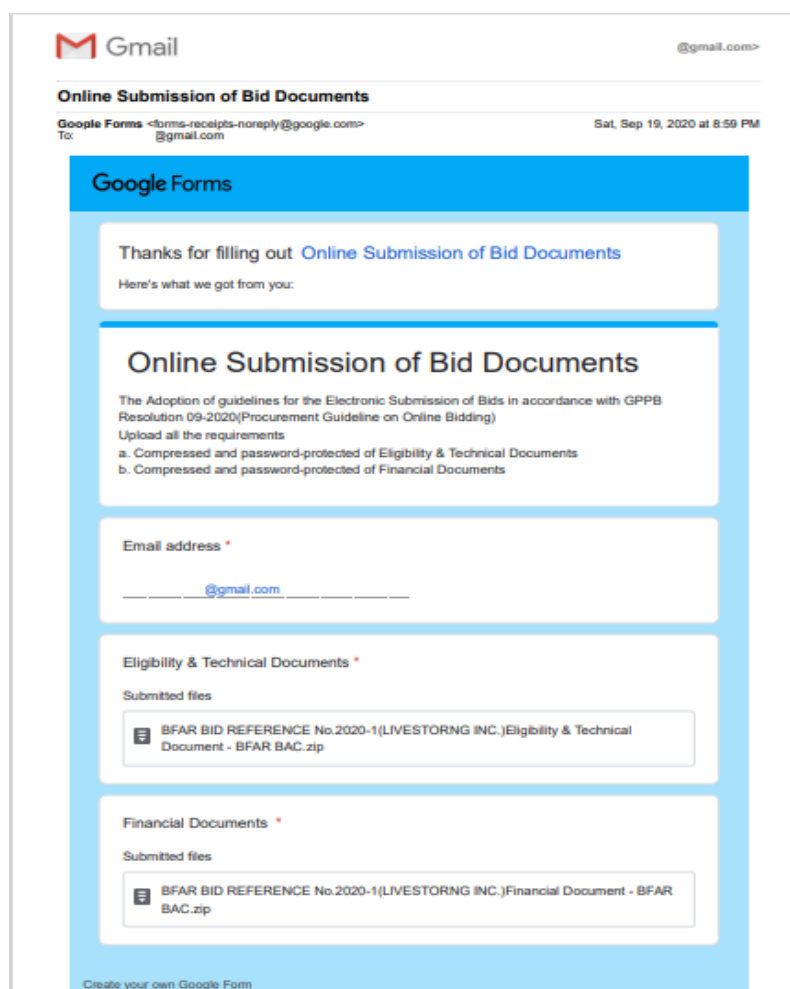 Gmail
@gmail.com>
Online Submission of Bid Documents
Google Forms <forms-receipts-noreply@google.com>
Sat, Sep 19, 2020 at 8:59 PM
To: @gmail.com
Google Forms
Thanks for filling out Online Submission of Bid Documents
Here's what we got from you:
Online Submission of Bid Documents
The Adoption of guidelines for the Electronic Submission of Bids in accordance with GPPB
Resolution 09-2020(Procurement Guideline on Online Bidding)
Upload all the requirements
a. Compressed and password-protected of Eligibility & Technical Documents
b. Compressed and password-protected of Financial Documents
Email address *
@gmail.com
Eligibility & Technical Documents *
Submitted files
BFAR BID REFERENCE No.2020-1(LIVESTORNG INC.)Eligibility & Technical
Document - BFAR BAC.zip
Financial Documents *
Submitted files
BFAR BID REFERENCE No.2020-1(LIVESTORNG INC.)Financial Document - BFAR
BAC.zip
Create your own Google Form